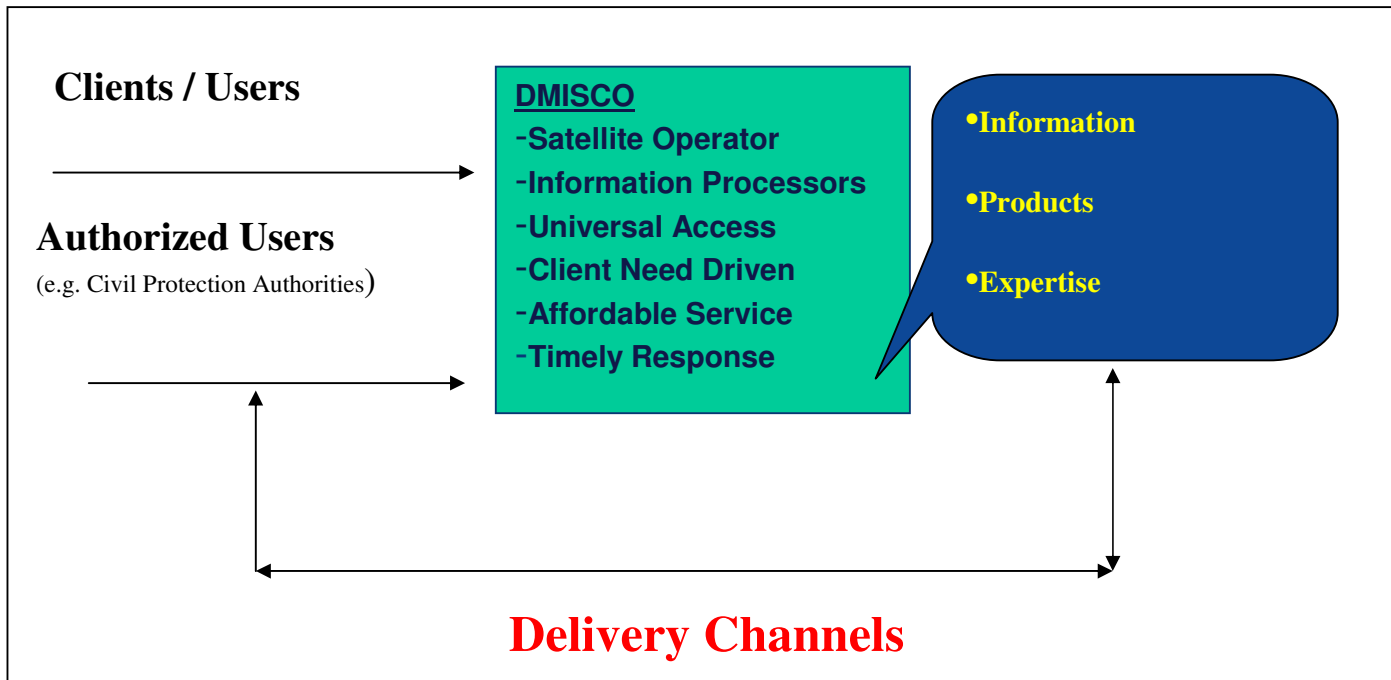 Clients / Users
Authorized Users
(e.g. Civil Protection Authorities)
DMISCO
-Satellite Operator
-Information Processors
-Universal Access
-Client Need Driven
-Affordable Service
-Timely Response
•Information
•Products
•Expertise
Delivery Channels